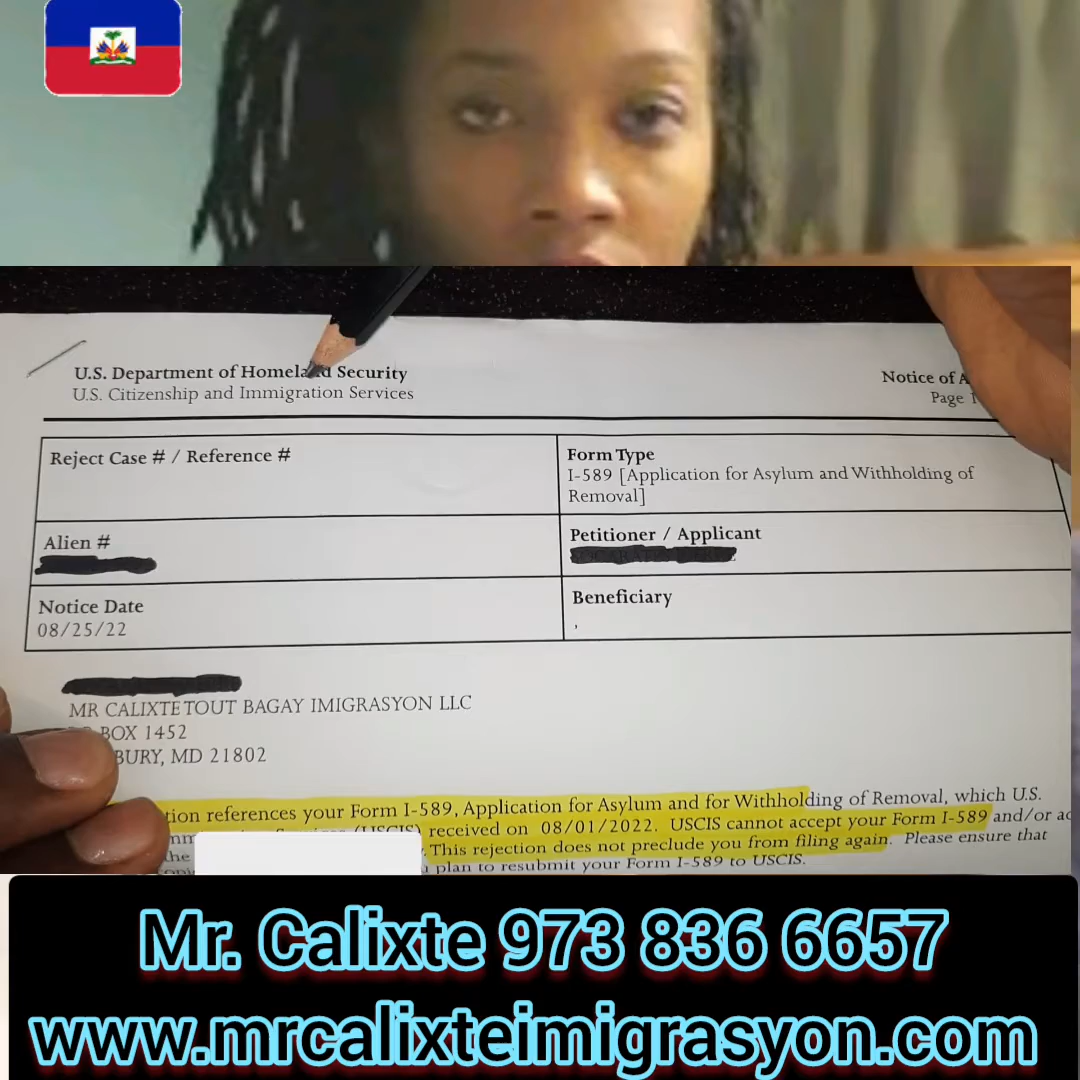 U.S. Department of Homeland Security
U.S. Citizenship and Immigration Services
Notice of
Page 1
Reject Case # / Reference #
Form Type
I-589 [Application for Asylum and Withholding of
Removal]
Alien #
Petitioner / Applicant
Notice Date
08/25/22
Beneficiary
,
MR CALIXTETOUT BAGAY IMIGRASYON LLC
BOX 1452
BURY, MD 21802
tion references your Form I-589, Application for Asylum and for Withholding of Removal, which U.S.
(USCIS) received on 08/01/2022. USCIS cannot accept your Form I-589 and/or
the . This rejection does not preclude you from filing again. Please ensure that
plan to resubmit your Form I-589 to USCIS.
Mr. Calixte 973 836 6657
www.mrcalixteimigrasyon.com